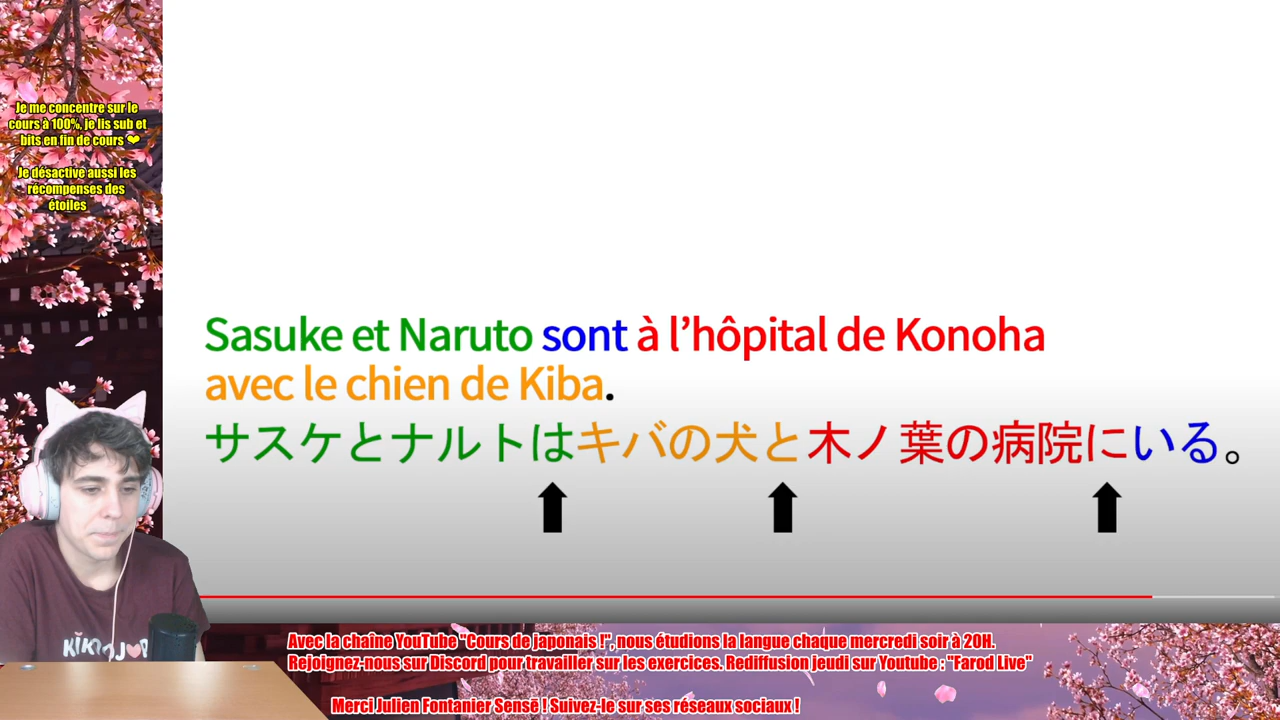 Je me concentre sur le
cours à 100%, je lis sub et
bits en fin de cours ❤
Je désactive aussi les
récompenses des
étoiles
Sasuke et Naruto sont à l'hôpital de Konoha
avec le chien de Kiba.
サスケとナルトはキバの犬と木ノ葉の病院にいる。
Avec la chaîne YouTube "Cours de japonais !", nous étudions la langue chaque mercredi soir à 20H.
Rejoignez-nous sur Discord pour travailler sur les exercices. Rediffusion jeudi sur Youtube : "Farod Live"
Merci Julien Fontanier Sensē ! Suivez-le sur ses réseaux sociaux !